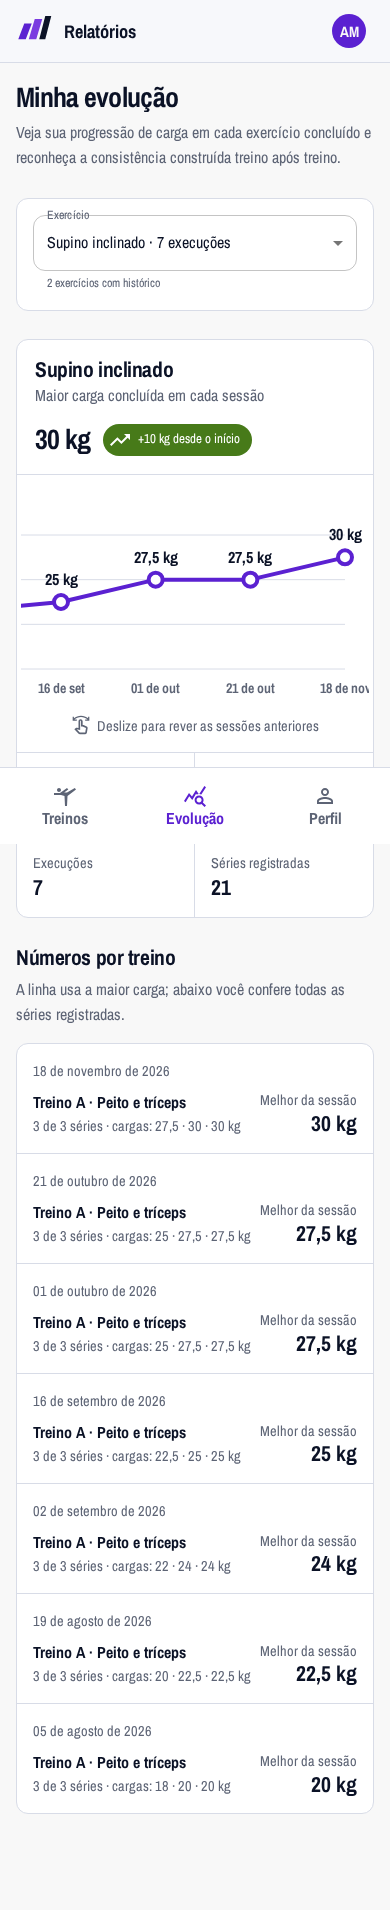 Relatórios
AM
Minha evolução
Veja sua progressão de carga em cada exercício concluído e
reconheça a consistência construída treino após treino.
Exercício
Supino inclinado · 7 execuções
2 exercícios com histórico
Supino inclinado
Maior carga concluída em cada sessão
30 kg
+10 kg desde o início
25 kg
27,5 kg
27,5 kg
30 kg
16 de set
01 de out
21 de out
18 de nov
Deslize para rever as sessões anteriores
Treinos
Evolução
Perfil
Execuções
7
Séries registradas
21
Números por treino
A linha usa a maior carga; abaixo você confere todas as
séries registradas.
18 de novembro de 2026
Treino A · Peito e tríceps
3 de 3 séries · cargas: 27,5 · 30 · 30 kg
Melhor da sessão
30 kg
21 de outubro de 2026
Treino A · Peito e tríceps
3 de 3 séries · cargas: 25 · 27,5 · 27,5 kg
Melhor da sessão
27,5 kg
01 de outubro de 2026
Treino A · Peito e tríceps
3 de 3 séries · cargas: 25 · 27,5 · 27,5 kg
Melhor da sessão
27,5 kg
16 de setembro de 2026
Treino A · Peito e tríceps
3 de 3 séries · cargas: 22,5 · 25 · 25 kg
Melhor da sessão
25 kg
02 de setembro de 2026
Treino A · Peito e tríceps
3 de 3 séries · cargas: 22 · 24 · 24 kg
Melhor da sessão
24 kg
19 de agosto de 2026
Treino A · Peito e tríceps
3 de 3 séries · cargas: 20 · 22,5 · 22,5 kg
Melhor da sessão
22,5 kg
05 de agosto de 2026
Treino A · Peito e tríceps
3 de 3 séries · cargas: 18 · 20 · 20 kg
Melhor da sessão
20 kg